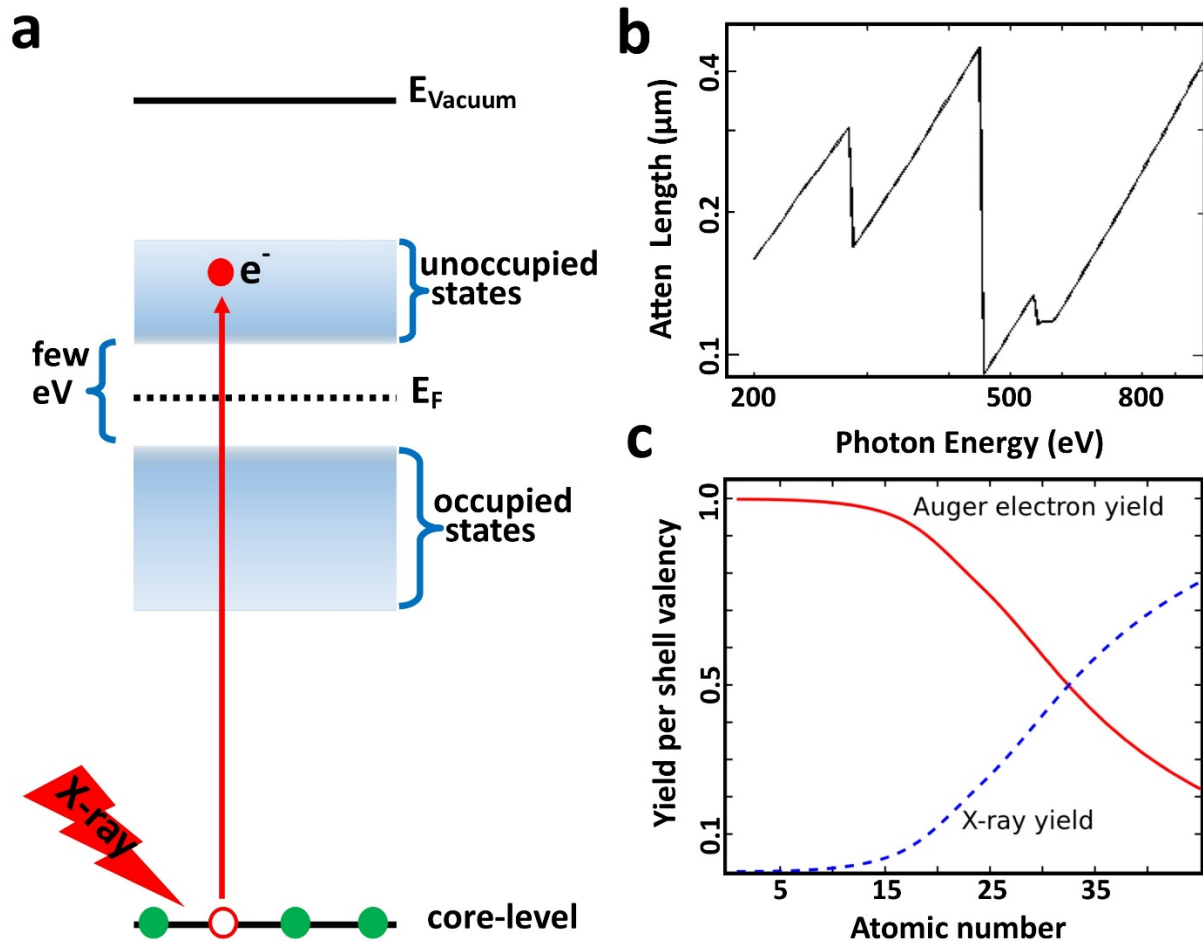 a
E_Vacuum
e-
unoccupied
states
few
eV
E_F
occupied
states
X-ray
core-level
b
Atten Length (μm)
0.4
0.2
0.1
200
500
800
Photon Energy (eV)
c
Yield per shell valency
1.0
0.5
0.1
Auger electron yield
X-ray yield
5
15
25
35
Atomic number